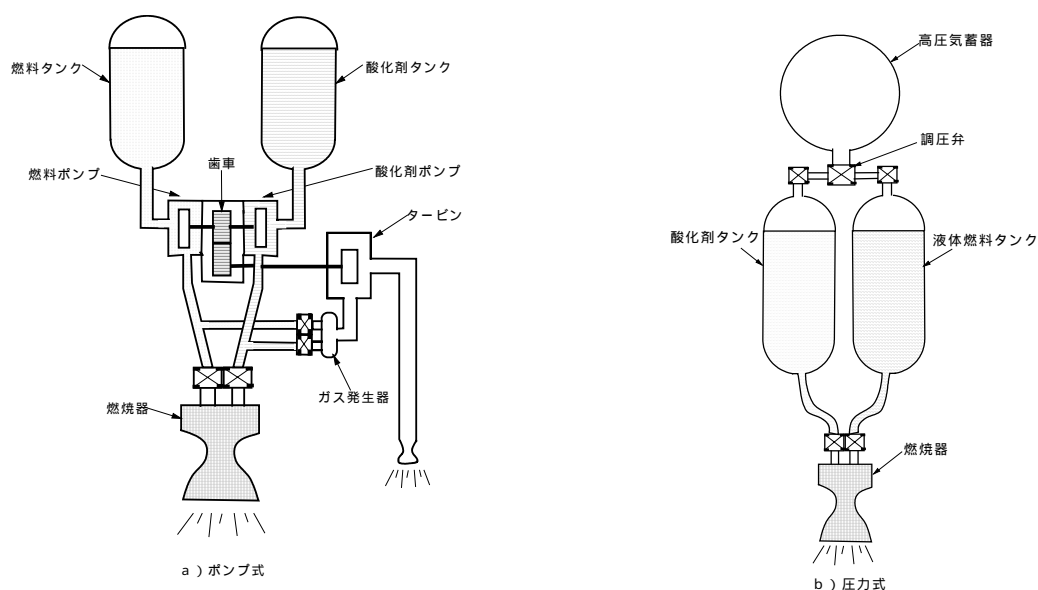 燃料タンク
酸化剤タンク
歯車
燃料ポンプ
酸化剤ポンプ
タービン
ガス発生器
燃焼器
a ) ポンプ式
高圧気蓄器
調圧弁
酸化剤タンク
液体燃料タンク
燃焼器
b ) 圧力式